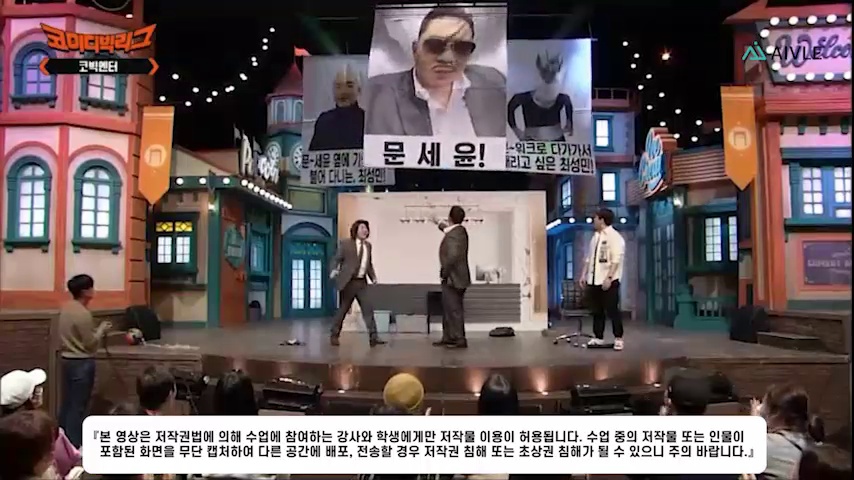 코미디빅리그
코빅엔터
AIVLE
문세윤!
문~세윤 옆에 기
붙어 다니는, 최성민!
워크로 다가가서
때리고 싶은 최성민!
『본 영상은 저작권법에 의해 수업에 참여하는 강사와 학생에게만 저작물 이용이 허용됩니다. 수업 중의 저작물 또는 인물이
포함된 화면을 무단 캡처하여 다른 공간에 배포, 전송할 경우 저작권 침해 또는 초상권 침해가 될 수 있으니 주의 바랍니다.』